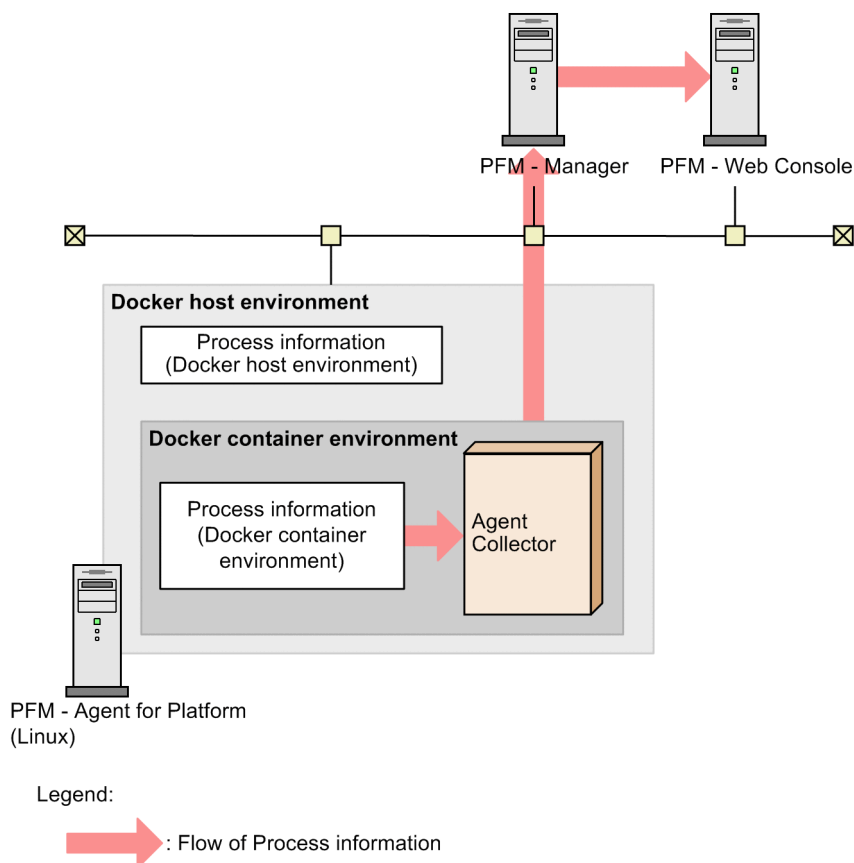 PFM - Manager
PFM - Web Console
Docker host environment
Process information
(Docker host environment)
Docker container environment
Process information
(Docker container
environment)
Agent
Collector
PFM - Agent for Platform
(Linux)
Legend:
: Flow of Process information